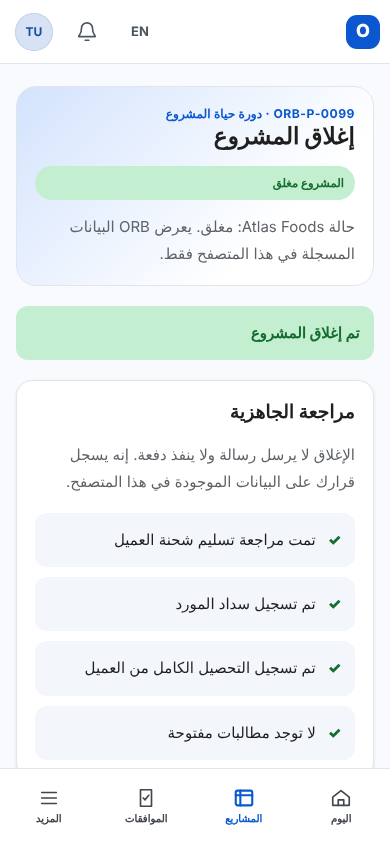 O
EN
TU
ORB-P-0099 · دورة حياة المشروع
إغلاق المشروع
المشروع مغلق
حالة Atlas Foods: مغلق. يعرض ORB البيانات
المسجلة في هذا المتصفح فقط.
تم إغلاق المشروع
مراجعة الجاهزية
الإغلاق لا يرسل رسالة ولا ينفذ دفعة. إنه يسجل
قرارك على البيانات الموجودة في هذا المتصفح.
تمت مراجعة تسليم شحنة العميل
تم تسجيل سداد المورد
تم تسجيل التحصيل الكامل من العميل
لا توجد مطالبات مفتوحة
اليوم
المشاريع
الموافقات
المزيد